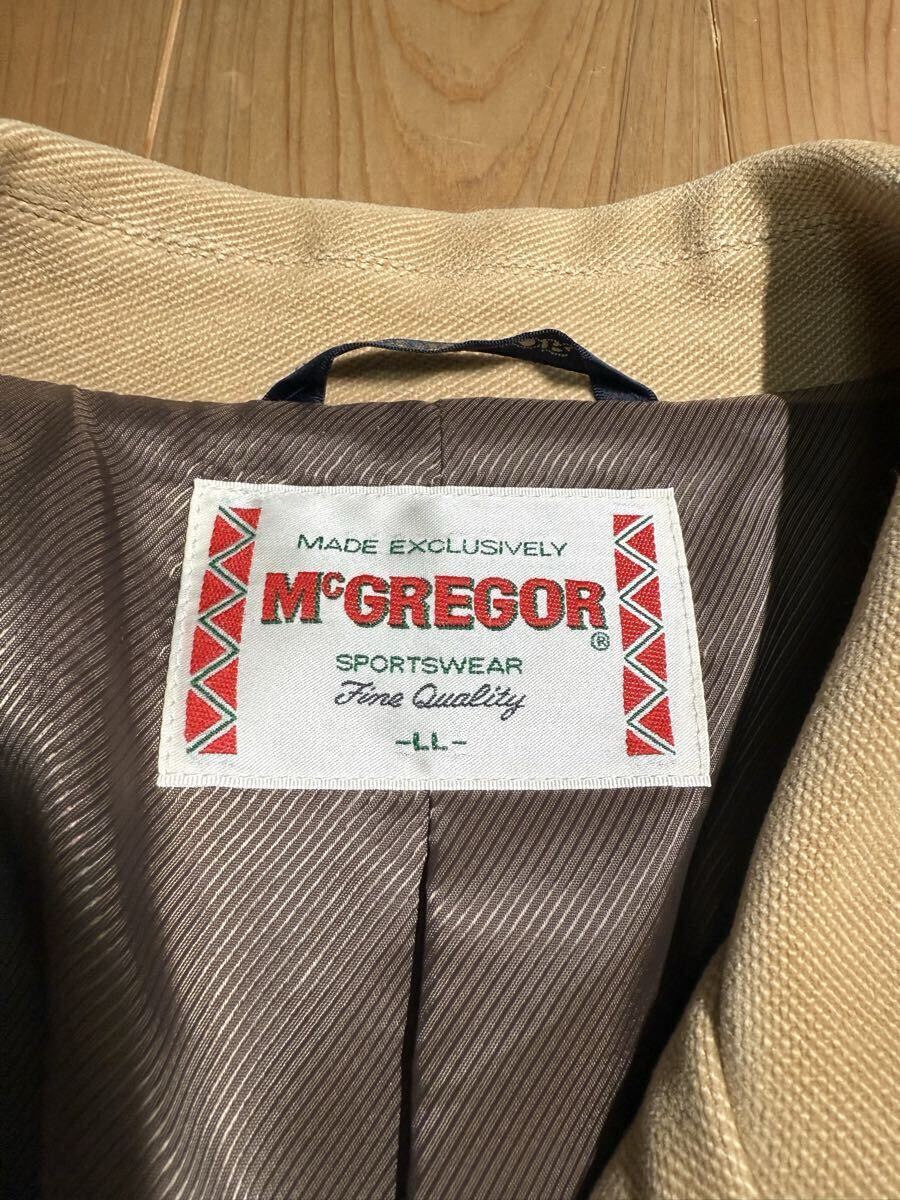 MADE EXCLUSIVELY
McGREGOR
®
SPORTSWEAR
Fine Quality
-LL-